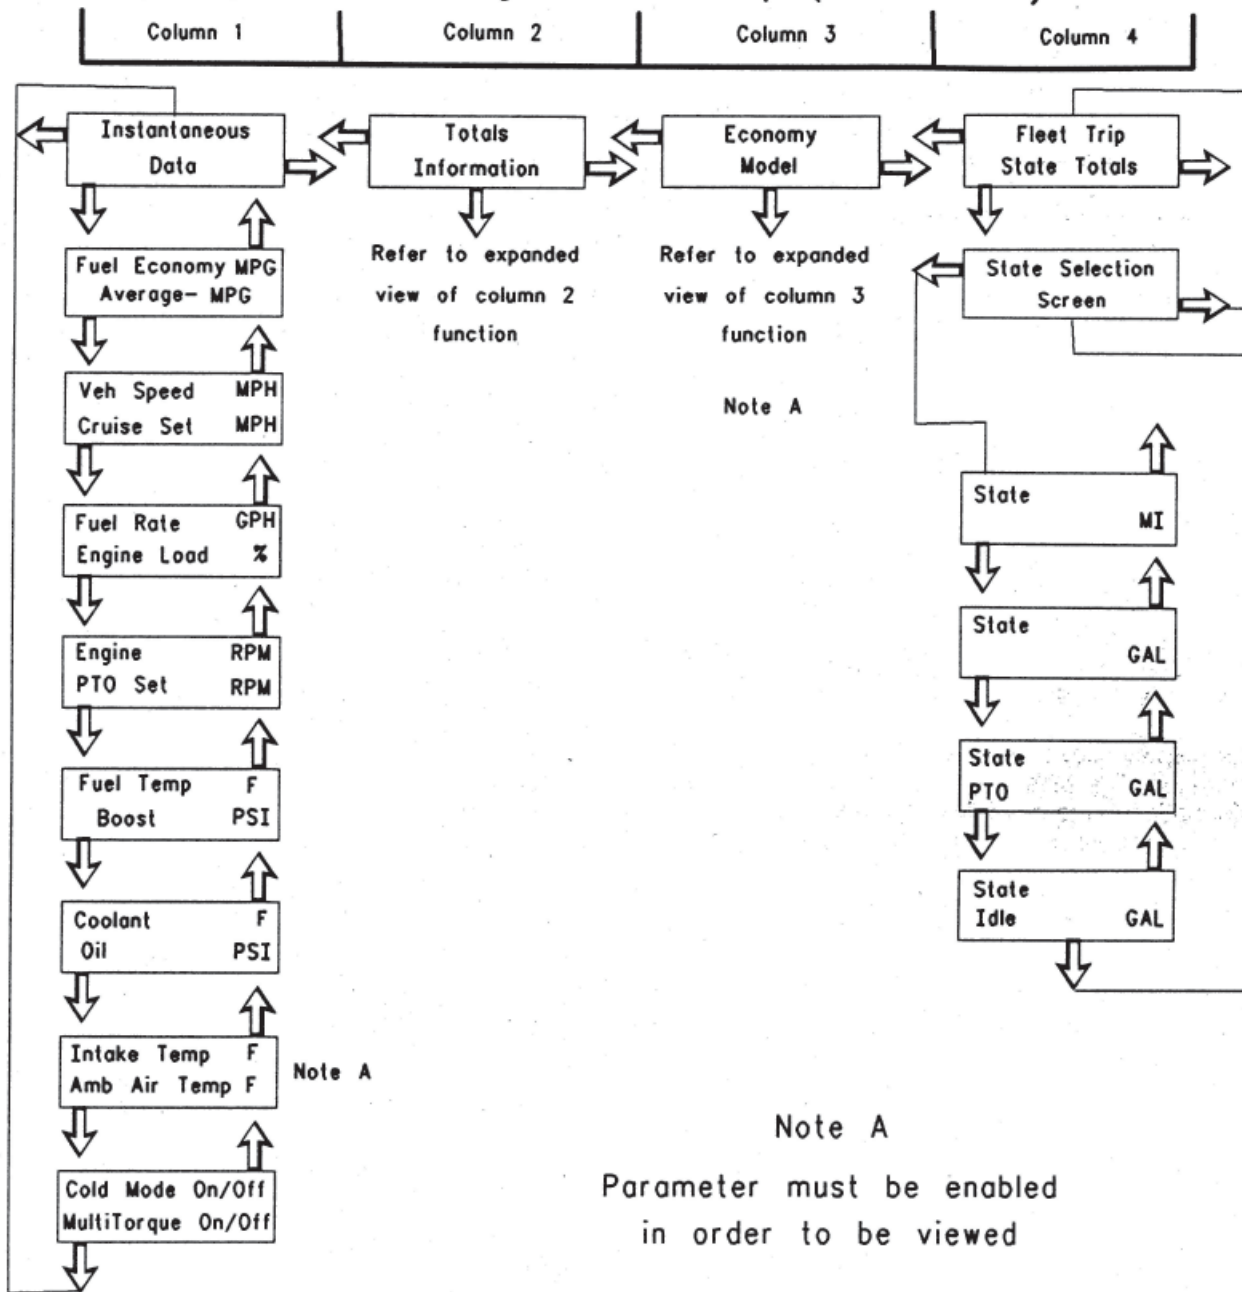 Column 1
Column 2
Column 3
Column 4
Instantaneous
Data
Totals
Information
Economy
Model
Fleet Trip
State Totals
Fuel Economy MPG
Average- MPG
Refer to expanded
view of column 2
function
Refer to expanded
view of column 3
function
Note A
State Selection
Screen
Veh Speed MPH
Cruise Set MPH
Fuel Rate GPH
Engine Load %
State
MI
Engine RPM
PTO Set RPM
State
GAL
Fuel Temp F
Boost PSI
State
PTO GAL
Coolant F
Oil PSI
State
Idle GAL
Intake Temp F
Amb Air Temp F
Note A
Cold Mode On/Off
MultiTorque On/Off
Note A
Parameter must be enabled
in order to be viewed